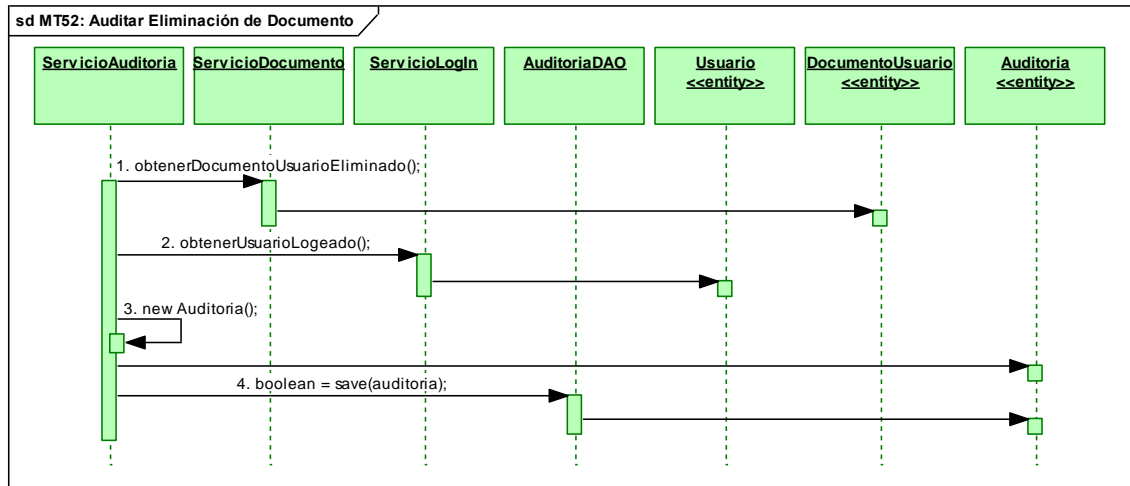 sd MT52: Auditar Eliminación de Documento
ServicioAuditoria
ServicioDocumento
ServicioLogIn
AuditoriaDAO
Usuario
<<entity>>
DocumentoUsuario
<<entity>>
Auditoria
<<entity>>
1. obtenerDocumentoUsuarioEliminado();
2. obtenerUsuarioLogeado();
3. new Auditoria();
4. boolean = save(auditoria);